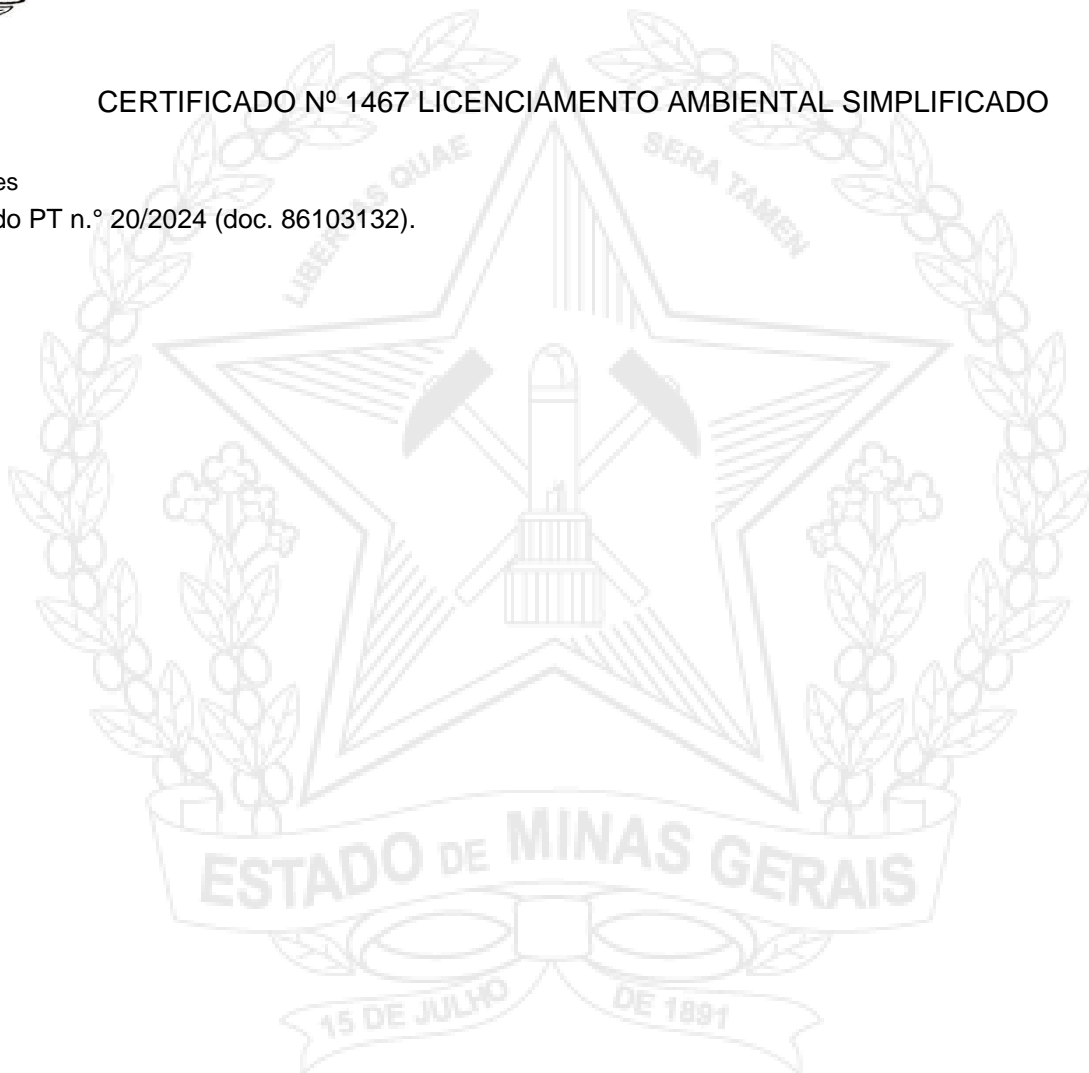 CERTIFICADO Nº 1467 LICENCIAMENTO AMBIENTAL SIMPLIFICADO
LIBERTAS QUAE SERA TAMEN
es
do PT n.° 20/2024 (doc. 86103132).
ESTADO DE MINAS GERAIS
15 DE JULHO DE 1891